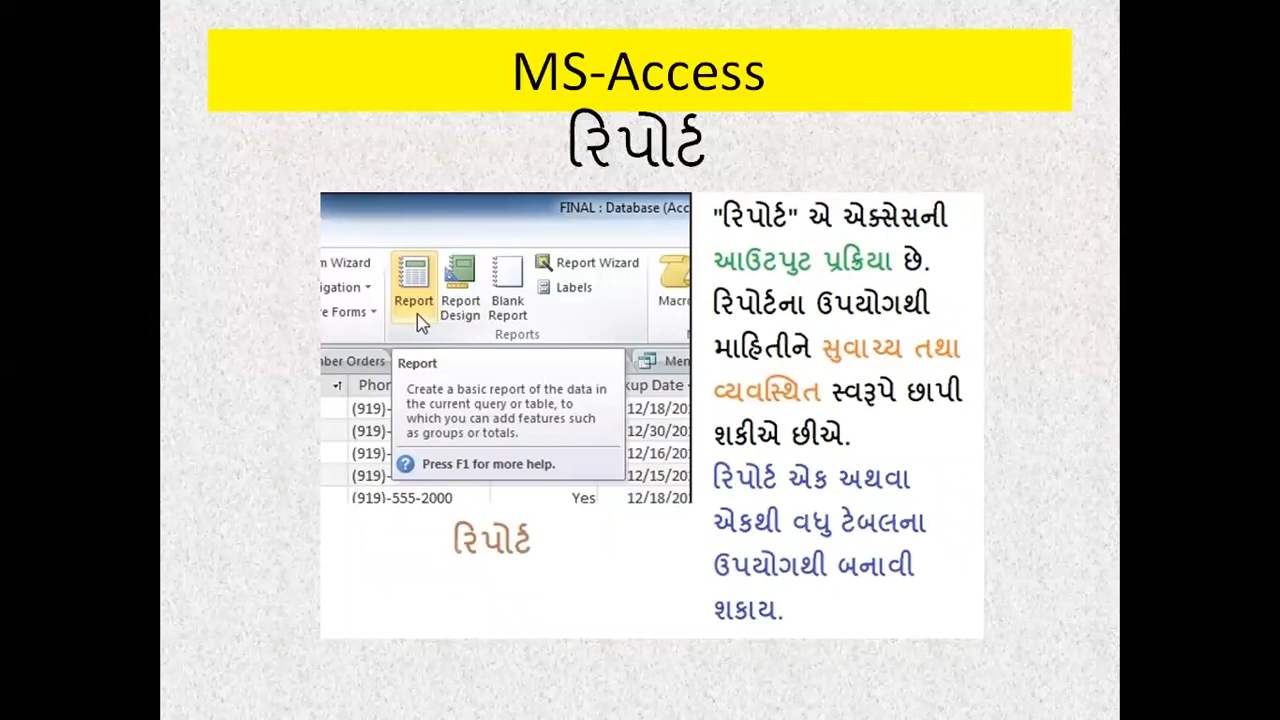 MS-Access
રિપોર્ટ
FINAL : Database (Acc
m Wizard
igation
re Forms
Report
Report Design
Blank Report
Report Wizard
Labels
Reports
Macro
ber Orders
Men
Phor
kup Date
Report
Create a basic report of the data in
the current query or table, to
which you can add features such
as groups or totals.
Press F1 for more help.
(919)- 12/18/20
(919)- 12/30/20
(919)- 12/16/20
(919)- 12/15/20
(919)-555-2000 Yes 12/18/20
રિપોર્ટ
"રિપોર્ટ" એ એક્સેસની
આઉટપુટ પ્રક્રિયા છે.
રિપોર્ટના ઉપયોગથી
માહિતીને સુવાચ્ય તથા
વ્યવસ્થિત સ્વરૂપે છાપી
શકીએ છીએ.
રિપોર્ટ એક અથવા
એકથી વધુ ટેબલના
ઉપયોગથી બનાવી
શકાય.